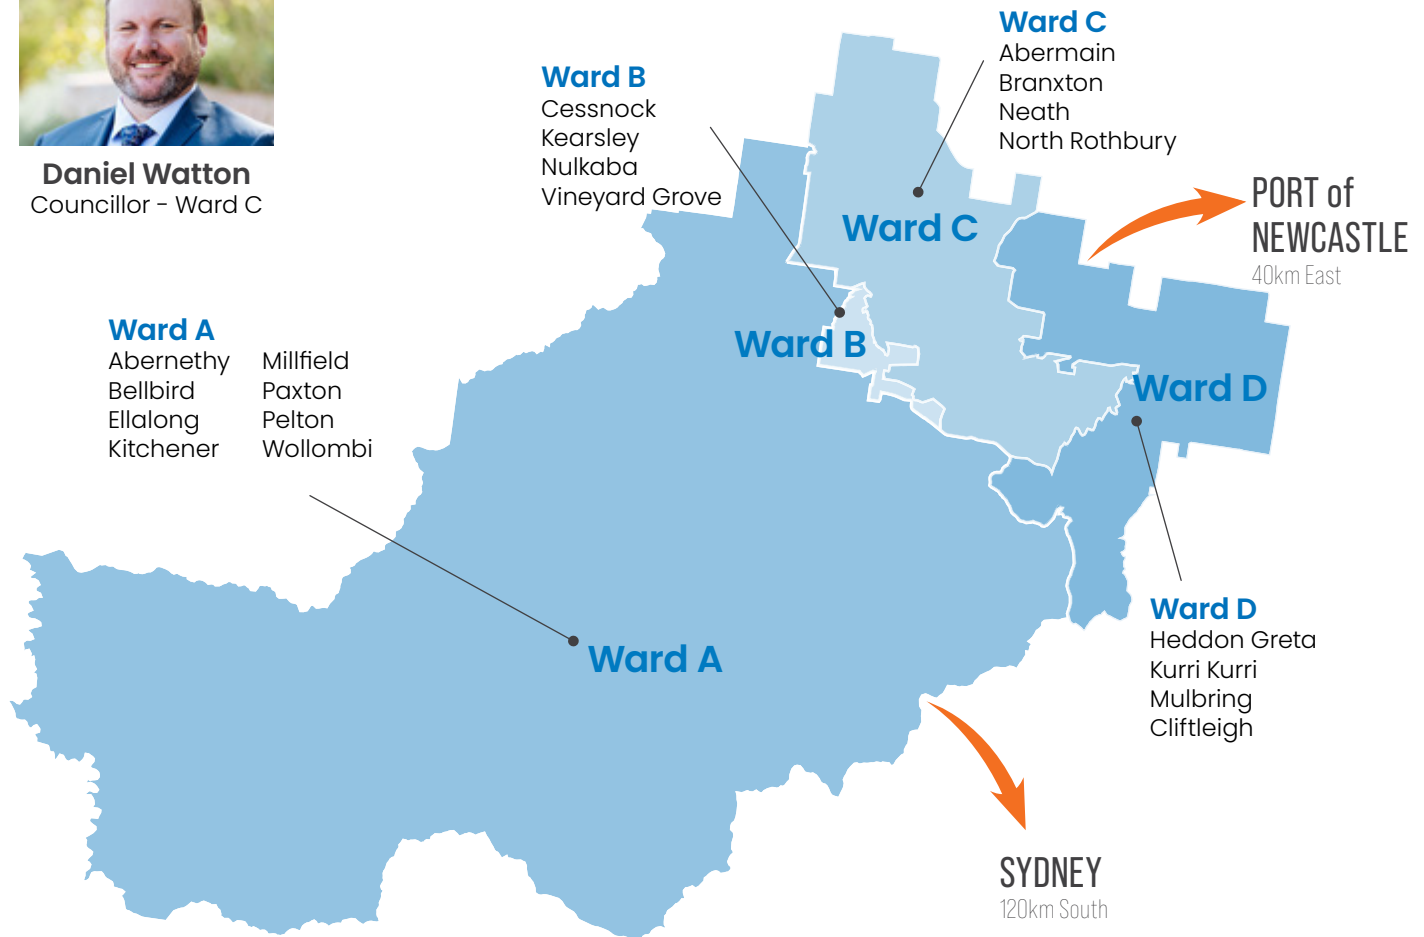 Daniel Watton
Councillor - Ward C
Ward A
Abernethy
Bellbird
Ellalong
Kitchener
Millfield
Paxton
Pelton
Wollombi
Ward B
Cessnock
Kearsley
Nulkaba
Vineyard Grove
Ward C
Abermain
Branxton
Neath
North Rothbury
PORT of
NEWCASTLE
40km East
Ward C
Ward B
Ward D
Ward A
Ward D
Heddon Greta
Kurri Kurri
Mulbring
Cliftleigh
SYDNEY
120km South